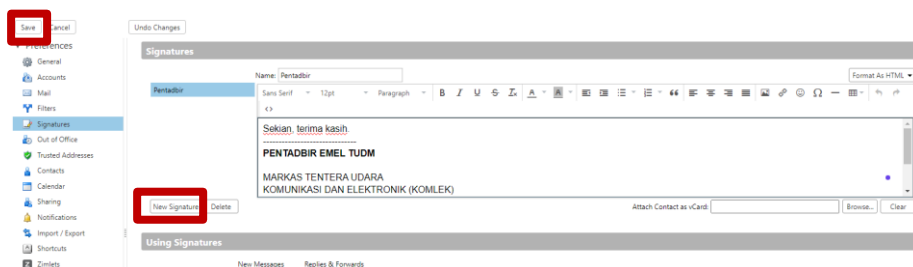 Save Cancel Undo Changes
Preferences
General
Accounts
Mail
Filters
Signatures
Out of Office
Trusted Addresses
Contacts
Calendar
Sharing
Notifications
Import / Export
Shortcuts
Zimlets
Signatures
Name: Pentadbir Format As HTML
Pentadbir
Sans Serif 12pt Paragraph B I U S Ix A A
Sekian, terima kasih.
------------------------------
PENTADBIR EMEL TUDM
MARKAS TENTERA UDARA
KOMUNIKASI DAN ELEKTRONIK (KOMLEK)
New Signature Delete Attach Contact as vCard: Browse... Clear
Using Signatures
New Messages Replies & Forwards